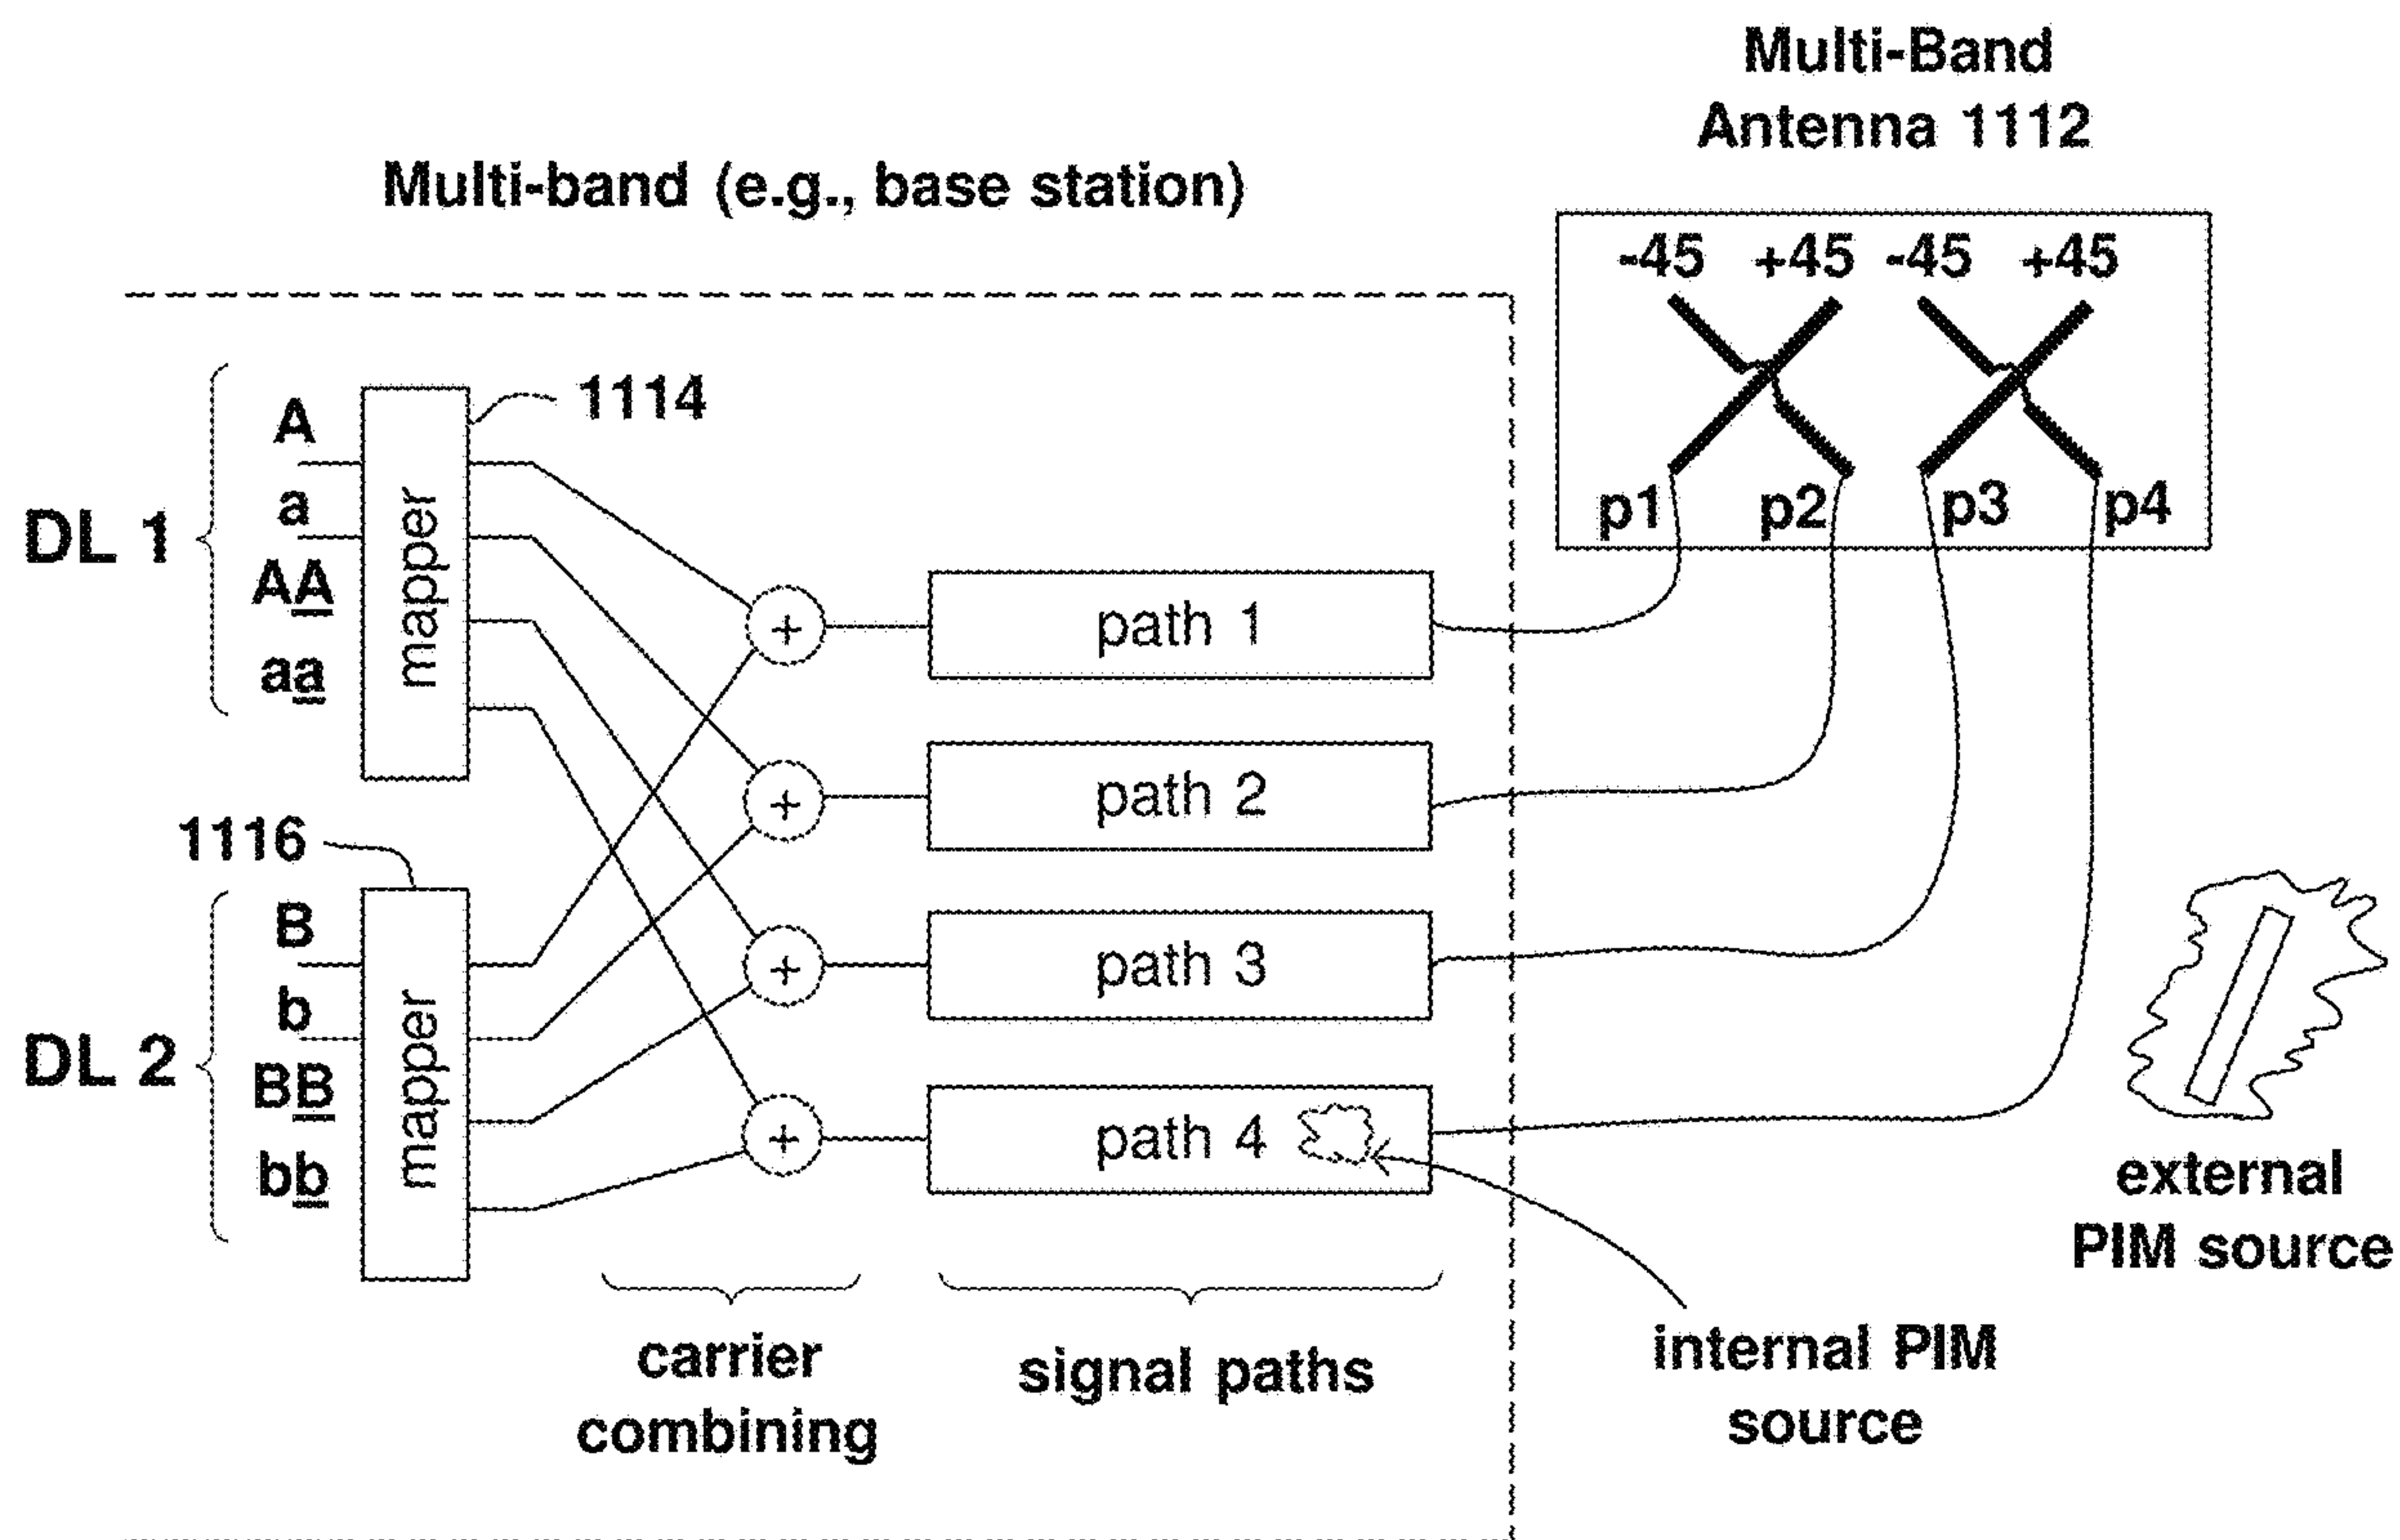 Multi-Band
Antenna 1112
Multi-band (e.g., base station)
-45 +45 -45 +45
p1 p2 p3 p4
DL 1
A
a
AA
aa
mapper
1114
1116
DL 2
B
b
BB
bb
mapper
+
+
+
+
path 1
path 2
path 3
path 4
carrier
combining
signal paths
internal PIM
source
external
PIM source